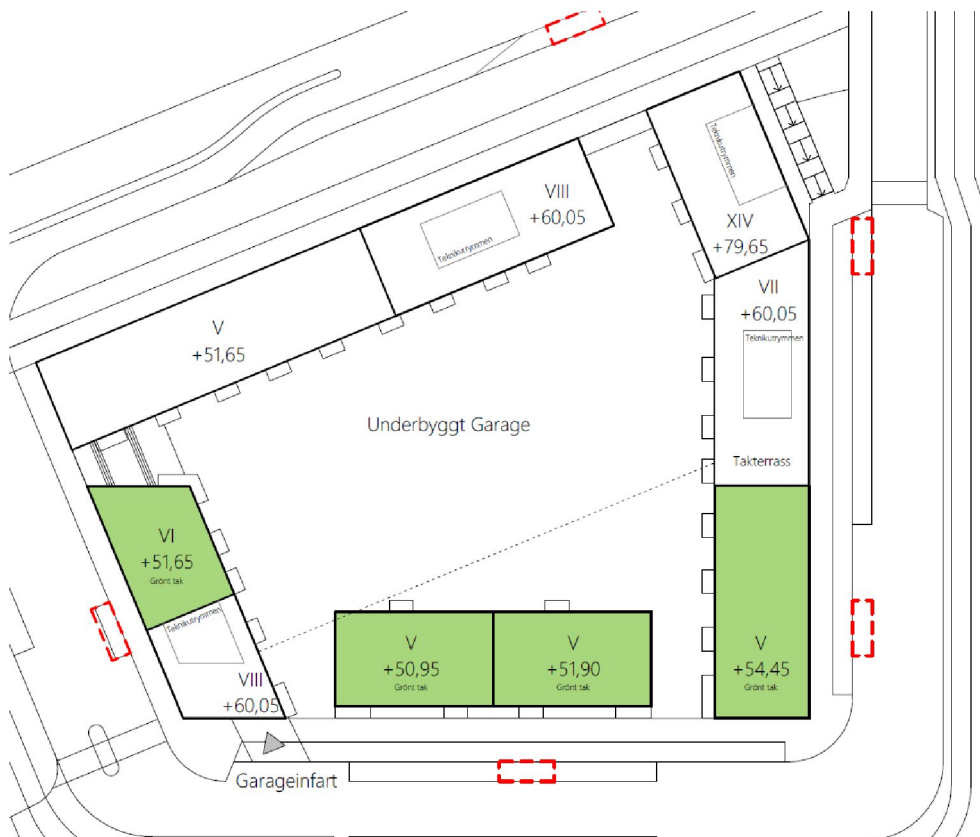 Teknikutrymmen
XIV
+79,65
VIII
+60,05
Teknikutrymmen
VII
+60,05
Teknikutrymmen
Takterrass
V
+51,65
Underbyggt Garage
VI
+51,65
Grönt tak
Teknikutrymmen
VIII
+60,05
V
+50,95
Grönt tak
V
+51,90
Grönt tak
V
+54,45
Grönt tak
Garageinfart